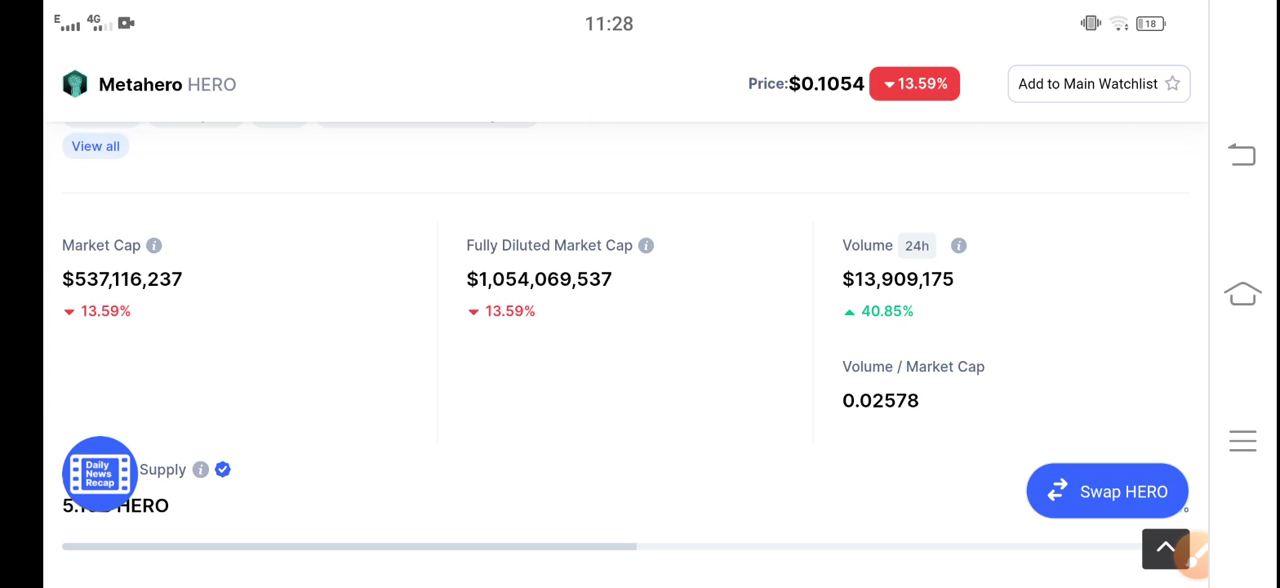 E 4G 11:28 18
Metahero HERO Price:$0.1054 13.59% Add to Main Watchlist
View all
Market Cap Fully Diluted Market Cap Volume 24h
$537,116,237 $1,054,069,537 $13,909,175
13.59% 13.59% 40.85%
Volume / Market Cap
0.02578
Daily News Recap
Supply
HERO
Swap HERO